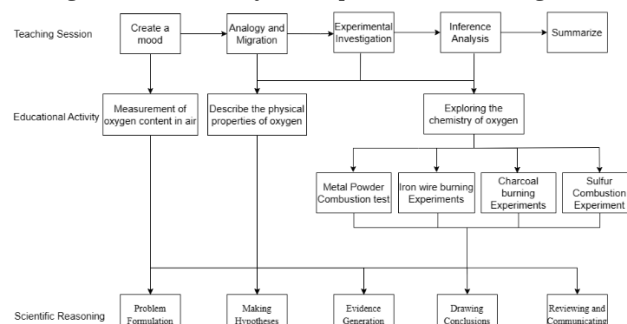 Teaching Session
Create a
mood
Analogy and
Migration
Experimental
Investigation
Inference
Analysis
Summarize
Educational Activity
Measurement of
oxygen content in air
Describe the physical
properties of oxygen
Exploring the
chemistry of oxygen
Metal Powder
Combustion test
Iron wire burning
Experiments
Charcoal
burning
Experiments
Sulfur
Combustion
Experiment
Scientific Reasoning
Problem
Formulation
Making
Hypotheses
Evidence
Generation
Drawing
Conclusions
Reviewing and
Communicating